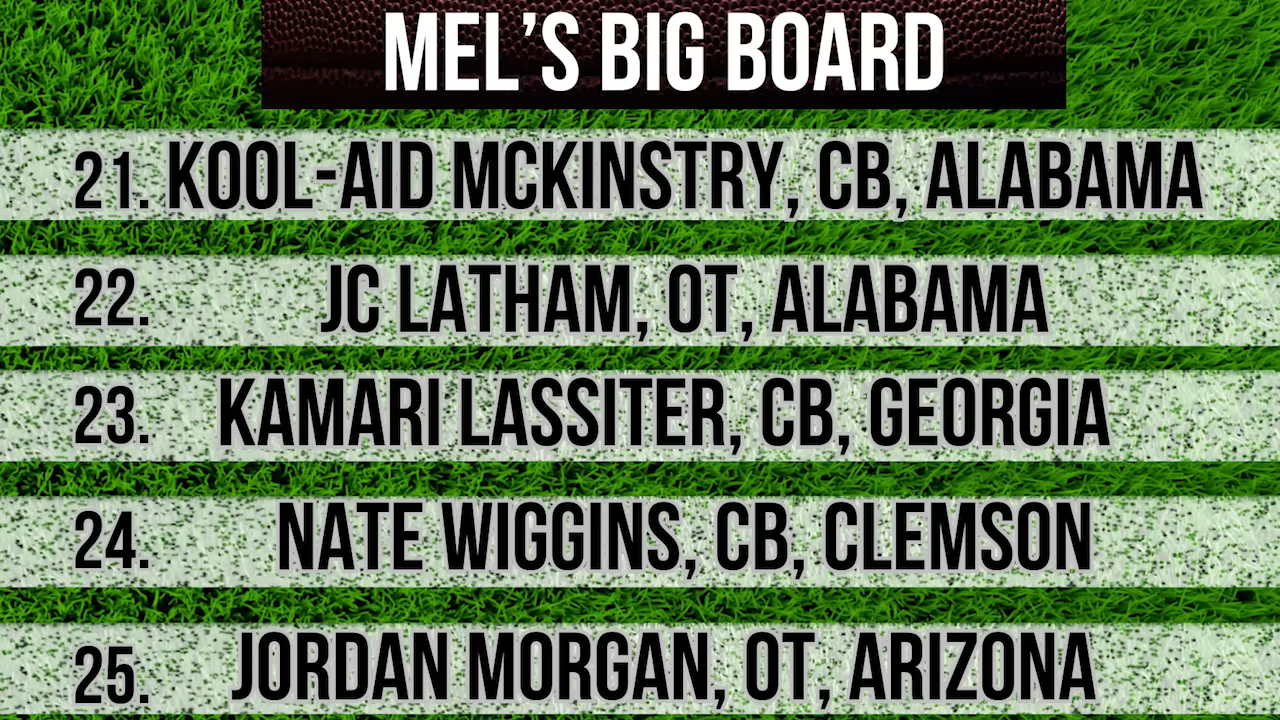 MEL'S BIG BOARD
21. KOOL-AID MCKINSTRY, CB, ALABAMA
22. JC LATHAM, OT, ALABAMA
23. KAMARI LASSITER, CB, GEORGIA
24. NATE WIGGINS, CB, CLEMSON
25. JORDAN MORGAN, OT, ARIZONA